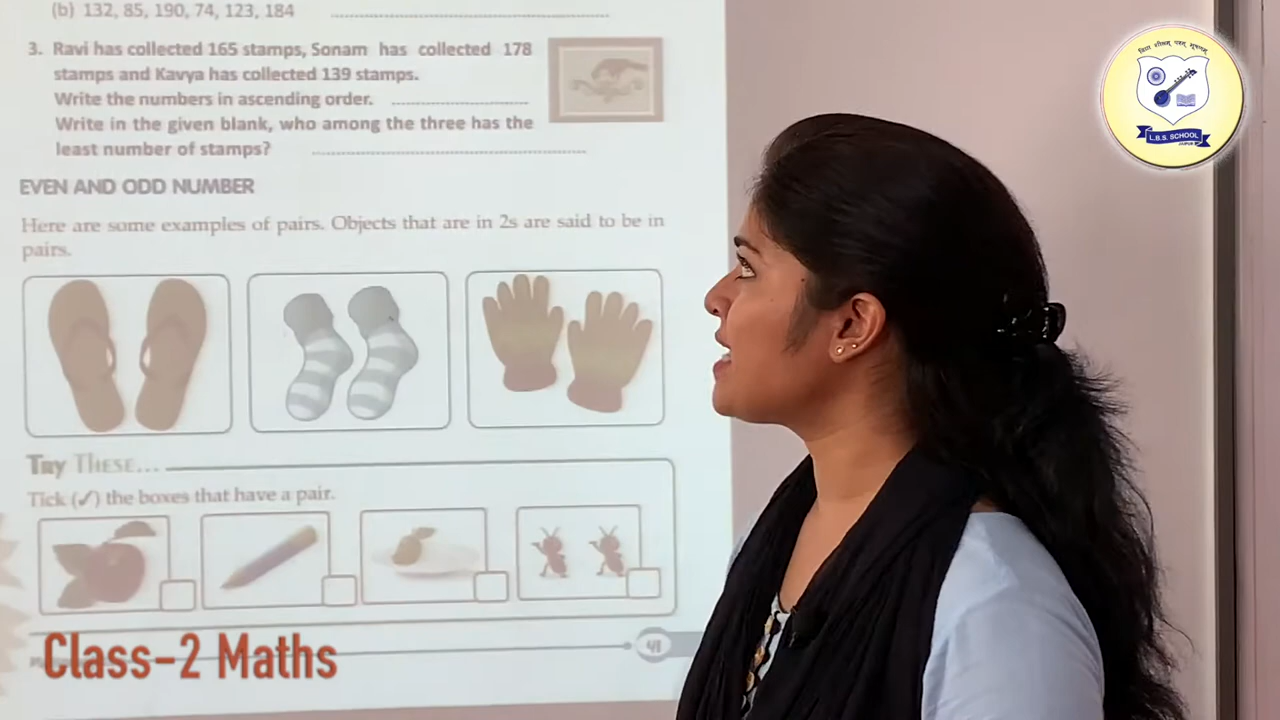 (b) 132, 85, 190, 74, 123, 184
3. Ravi has collected 165 stamps, Sonam has collected 178
stamps and Kavya has collected 139 stamps.
Write the numbers in ascending order.
Write in the given blank, who among the three has the
least number of stamps?
EVEN AND ODD NUMBER
Here are some examples of pairs. Objects that are in 2s are said to be in
pairs.
Try These...
Tick (✓) the boxes that have a pair.
41
Class-2 Maths
L.B.S. SCHOOL
JAIPUR